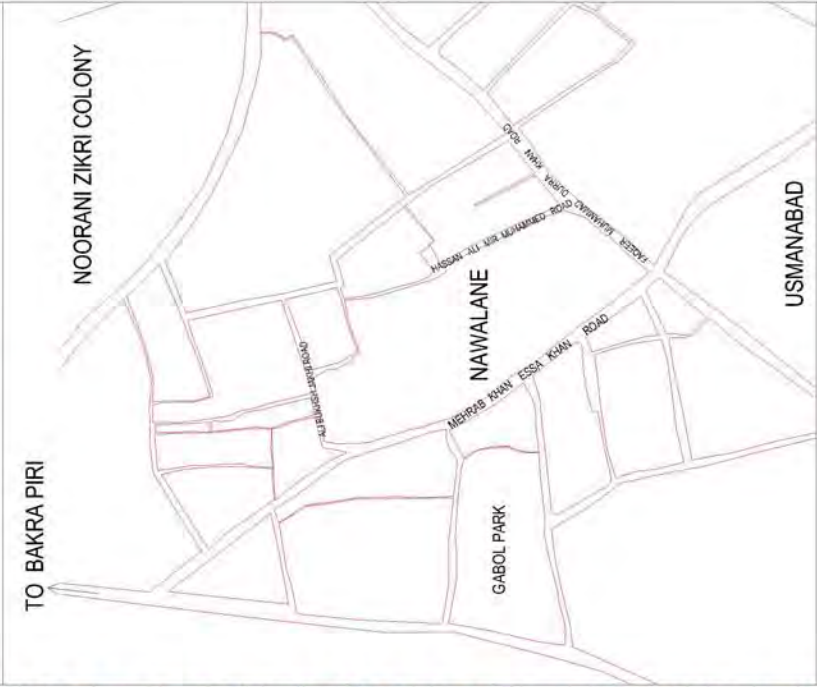 NOORANI ZIKRI COLONY
TO BAKRA PIRI
HASSAN ALI MIR MUHAMMED ROAD
FAQEER MUHAMMAD DURRA KHAN ROAD
NAWALANE
ROAD
MEHRAB KHAN ESSA KHAN ROAD
GABOL PARK
USMANABAD